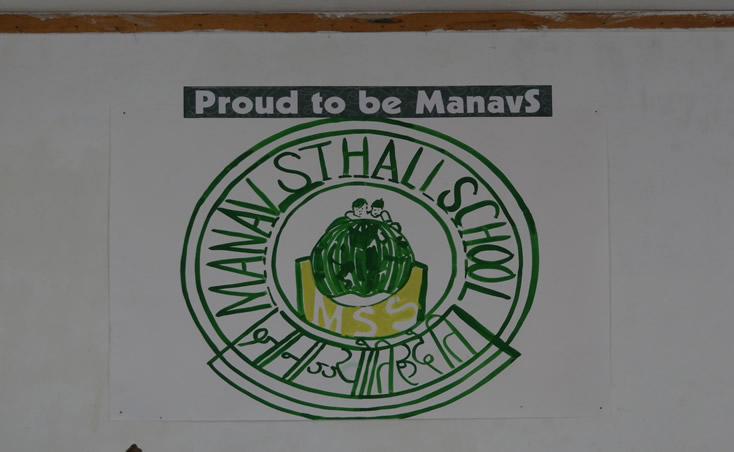 Proud to be ManavS
MANAV STHALI SCHOOL
MSS